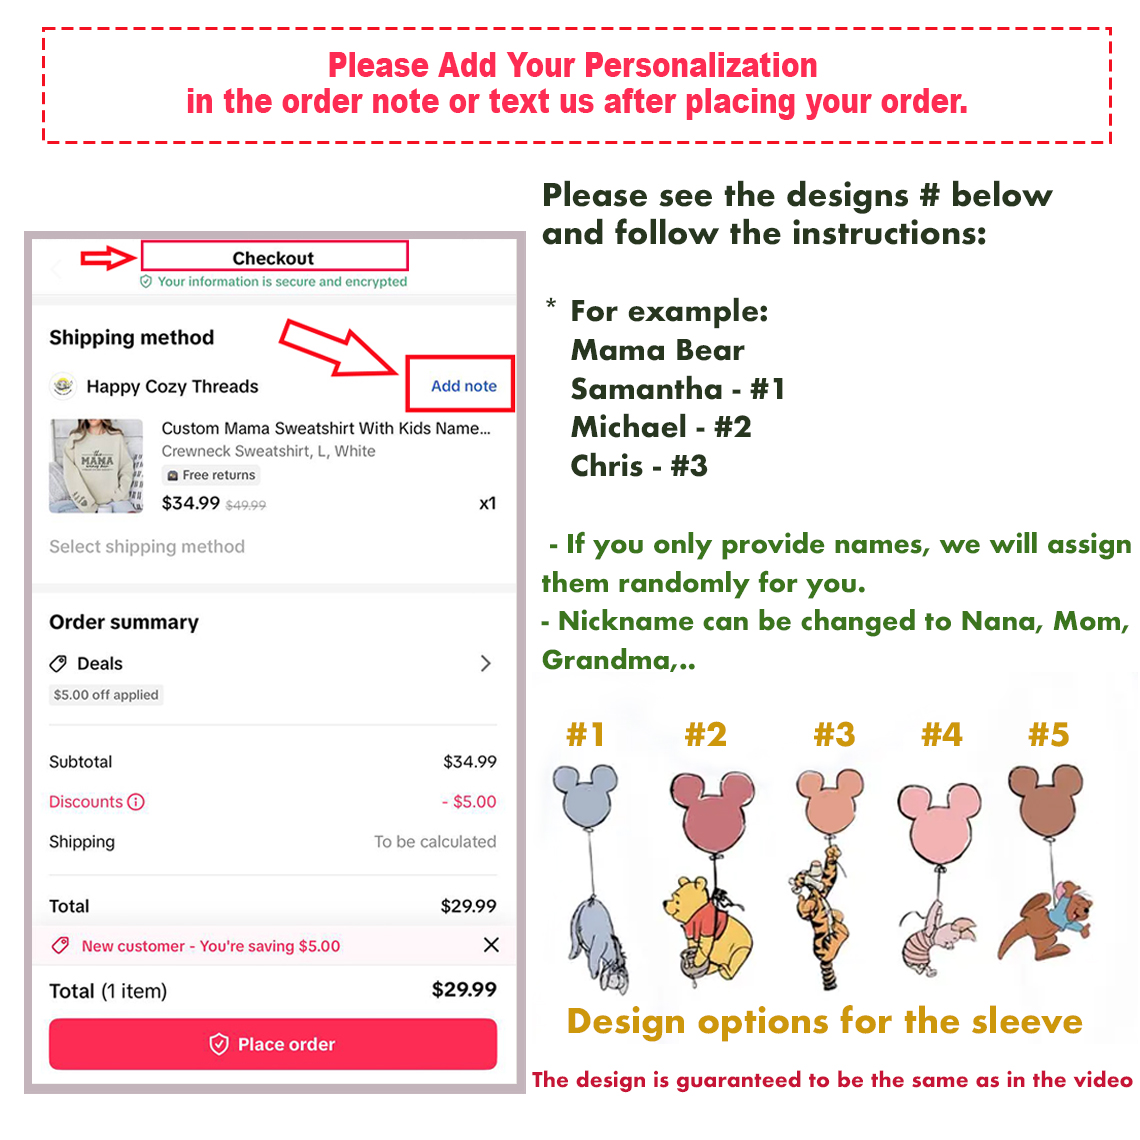 Please Add Your Personalization
in the order note or text us after placing your order.
Checkout
Your information is secure and encrypted
Shipping method
Happy Cozy Threads
Add note
Custom Mama Sweatshirt With Kids Name...
Crewneck Sweatshirt, L, White
Free returns
$34.99 $49.99
x1
MAMA
Select shipping method
Order summary
Deals
$5.00 off applied
Subtotal
$34.99
Discounts
- $5.00
Shipping
To be calculated
Total
$29.99
New customer - You're saving $5.00
Total (1 item)
$29.99
Place order
Please see the designs # below
and follow the instructions:
* For example:
Mama Bear
Samantha - #1
Michael - #2
Chris - #3
- If you only provide names, we will assign
them randomly for you.
- Nickname can be changed to Nana, Mom,
Grandma,..
#1 #2 #3 #4 #5
Design options for the sleeve
The design is guaranteed to be the same as in the video